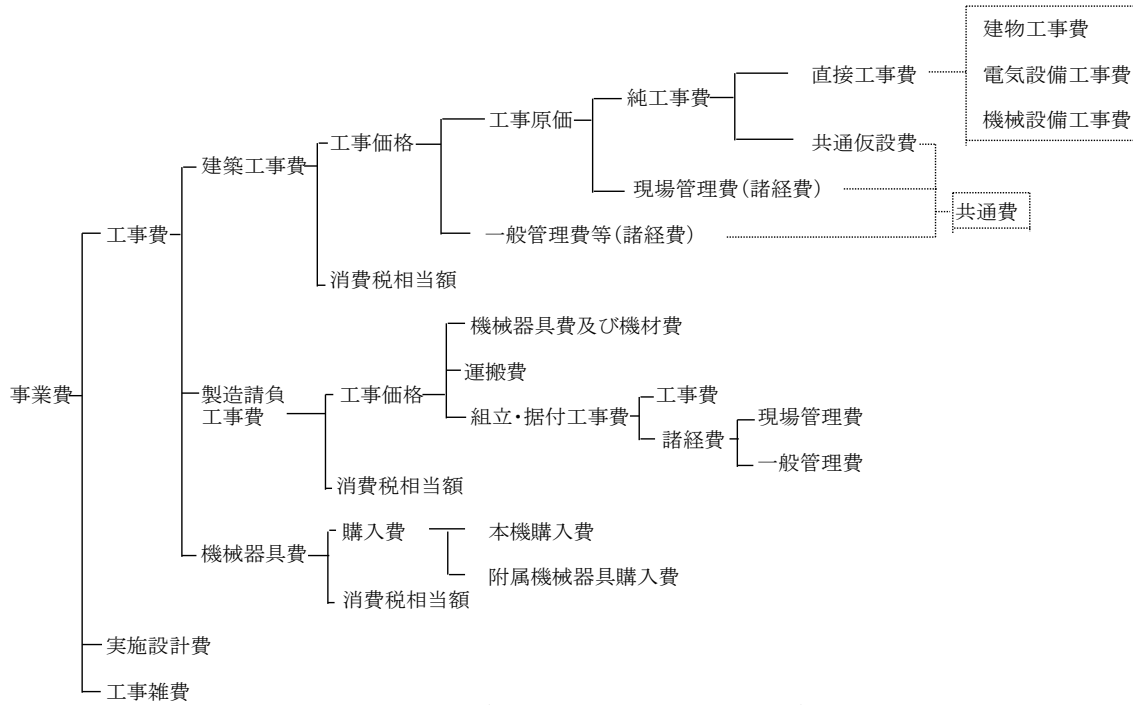 建物工事費
直接工事費
電気設備工事費
機械設備工事費
純工事費
工事原価
共通仮設費
工事価格
建築工事費
現場管理費(諸経費)
共通費
工事費
一般管理費等(諸経費)
消費税相当額
機械器具費及び機材費
運搬費
事業費
製造請負
工事費
工事価格
組立・据付工事費
工事費
現場管理費
諸経費
一般管理費
消費税相当額
購入費
本機購入費
機械器具費
附属機械器具購入費
消費税相当額
実施設計費
工事雑費